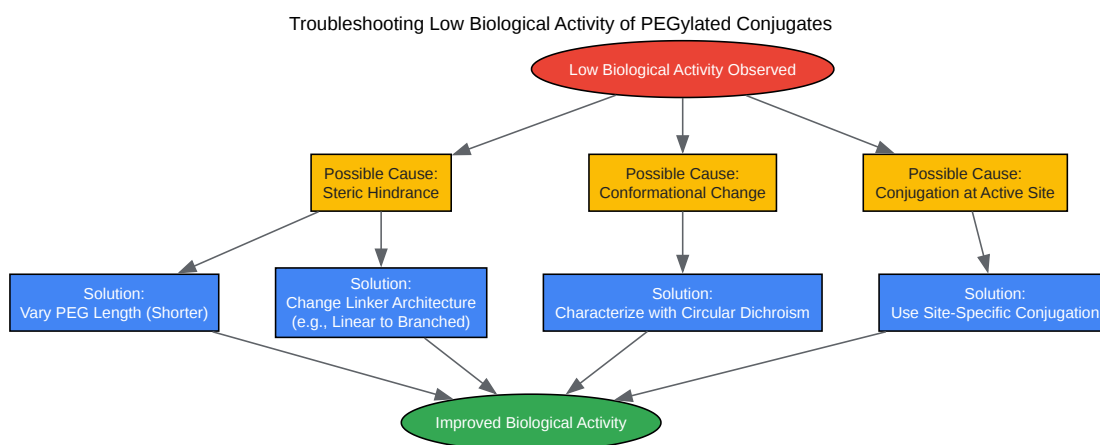 Troubleshooting Low Biological Activity of PEGylated Conjugates
Low Biological Activity Observed
Possible Cause:
Steric Hindrance
Possible Cause:
Conformational Change
Possible Cause:
Conjugation at Active Site
Solution:
Vary PEG Length (Shorter)
Solution:
Change Linker Architecture
(e.g., Linear to Branched)
Solution:
Characterize with Circular Dichroism
Solution:
Use Site-Specific Conjugation
Improved Biological Activity